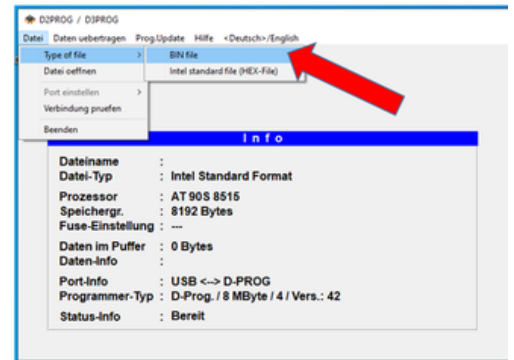 D2PROG / D3PROG
Datei Daten uebertragen Prog.Update Hilfe <Deutsch>/English
Type of file > BIN file
Datei oeffnen Intel standard file (HEX-File)
Port einstellen >
Verbindung pruefen
Beenden
Info
Dateiname :
Datei-Typ : Intel Standard Format
Prozessor : AT 90S 8515
Speichergr. : 8192 Bytes
Fuse-Einstellung : ---
Daten im Puffer : 0 Bytes
Daten-Info :
Port-Info : USB <--> D-PROG
Programmer-Typ : D-Prog. / 8 MByte / 4 / Vers.: 42
Status-Info : Bereit